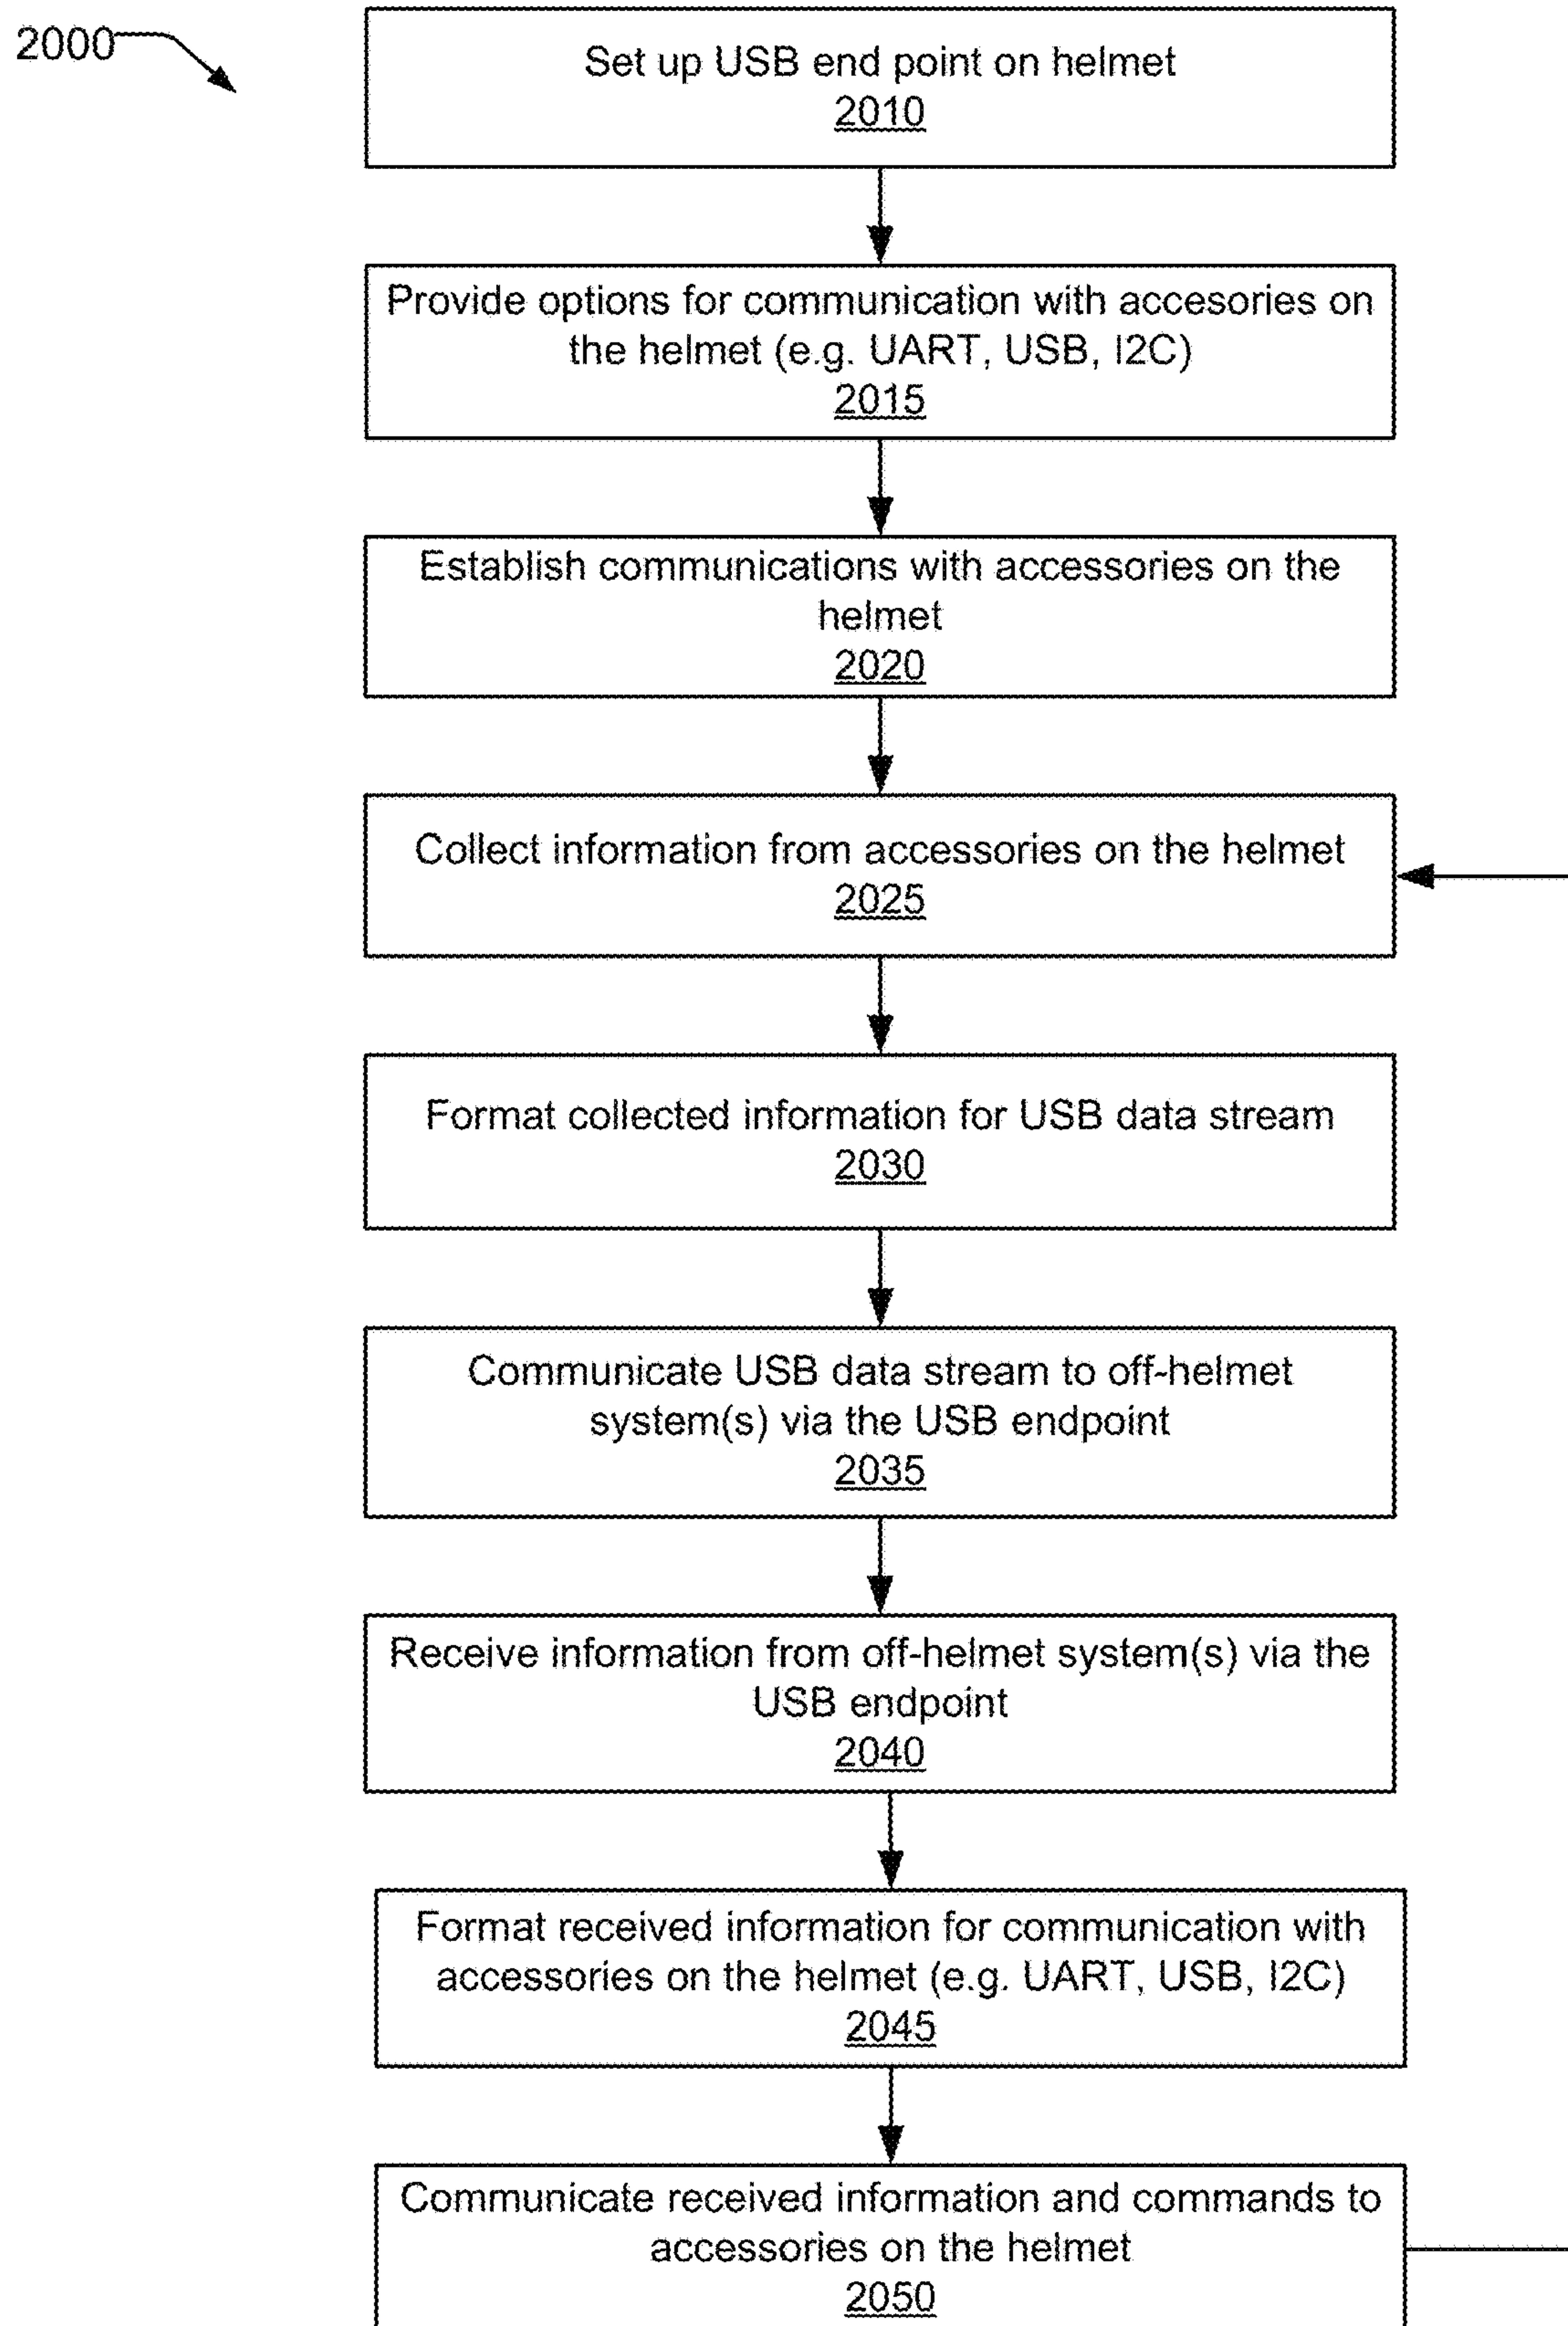 2000
Set up USB end point on helmet
2010
Provide options for communication with accesories on
the helmet (e.g. UART, USB, I2C)
2015
Establish communications with accessories on the
helmet
2020
Collect information from accessories on the helmet
2025
Format collected information for USB data stream
2030
Communicate USB data stream to off-helmet
system(s) via the USB endpoint
2035
Receive information from off-helmet system(s) via the
USB endpoint
2040
Format received information for communication with
accessories on the helmet (e.g. UART, USB, I2C)
2045
Communicate received information and commands to
accessories on the helmet
2050